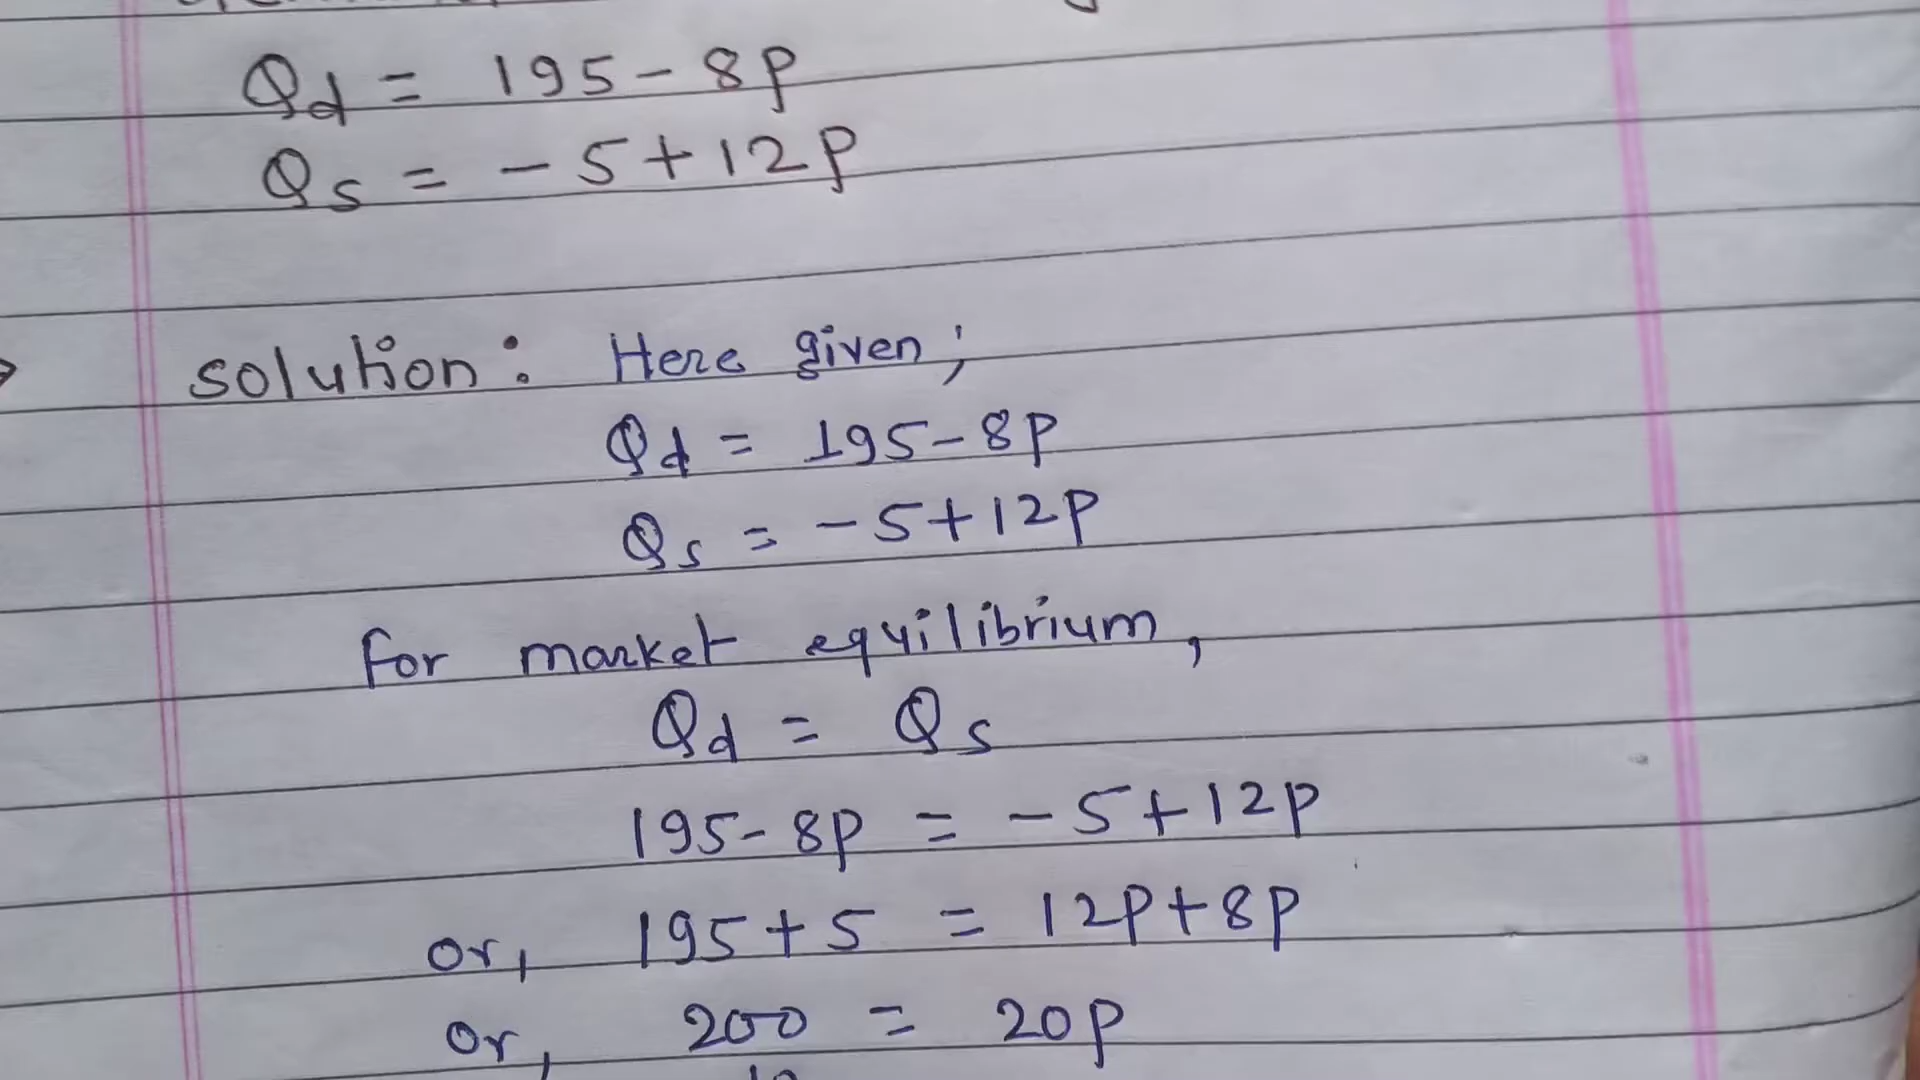 Qd = 195 - 8P
Qs = - 5 + 12P
Solution: Here given;
Qd = 195 - 8P
Qs = - 5 + 12P
for market equilibrium,
Qd = Qs
195 - 8P = - 5 + 12P
or, 195 + 5 = 12P + 8P
or, 200 = 20P